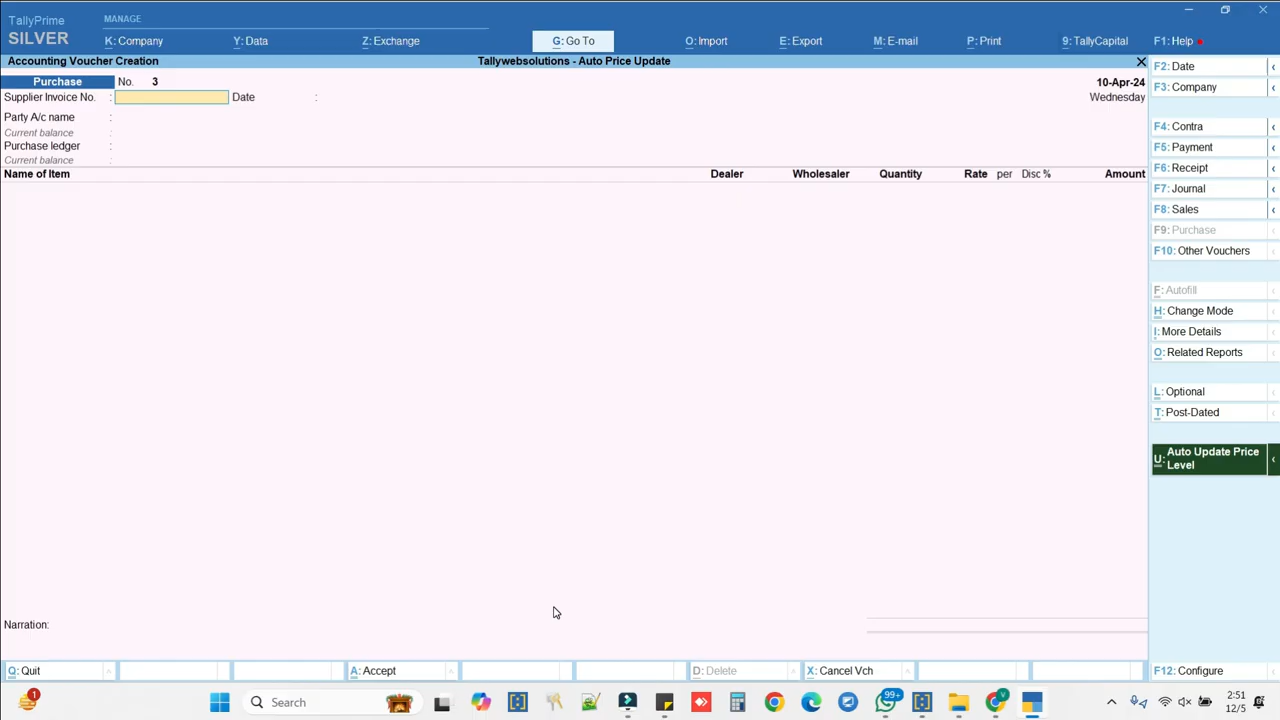 TallyPrime
SILVER
MANAGE
K: Company
Y: Data
Z: Exchange
G: Go To
O: Import
E: Export
M: E-mail
P: Print
9: TallyCapital
F1: Help
Accounting Voucher Creation
Tallywebsolutions - Auto Price Update
Purchase No. 3
10-Apr-24
Supplier Invoice No. : Date :
Wednesday
Party A/c name :
Current balance :
Purchase ledger :
Current balance :
Name of Item Dealer Wholesaler Quantity Rate per Disc % Amount
Narration:
F2: Date
F3: Company
F4: Contra
F5: Payment
F6: Receipt
F7: Journal
F8: Sales
F9: Purchase
F10: Other Vouchers
F: Autofill
H: Change Mode
I: More Details
O: Related Reports
L: Optional
T: Post-Dated
U: Auto Update Price
Level
Q: Quit
A: Accept
D: Delete
X: Cancel Vch
F12: Configure
1
Search
99+
V
2:51
12/5